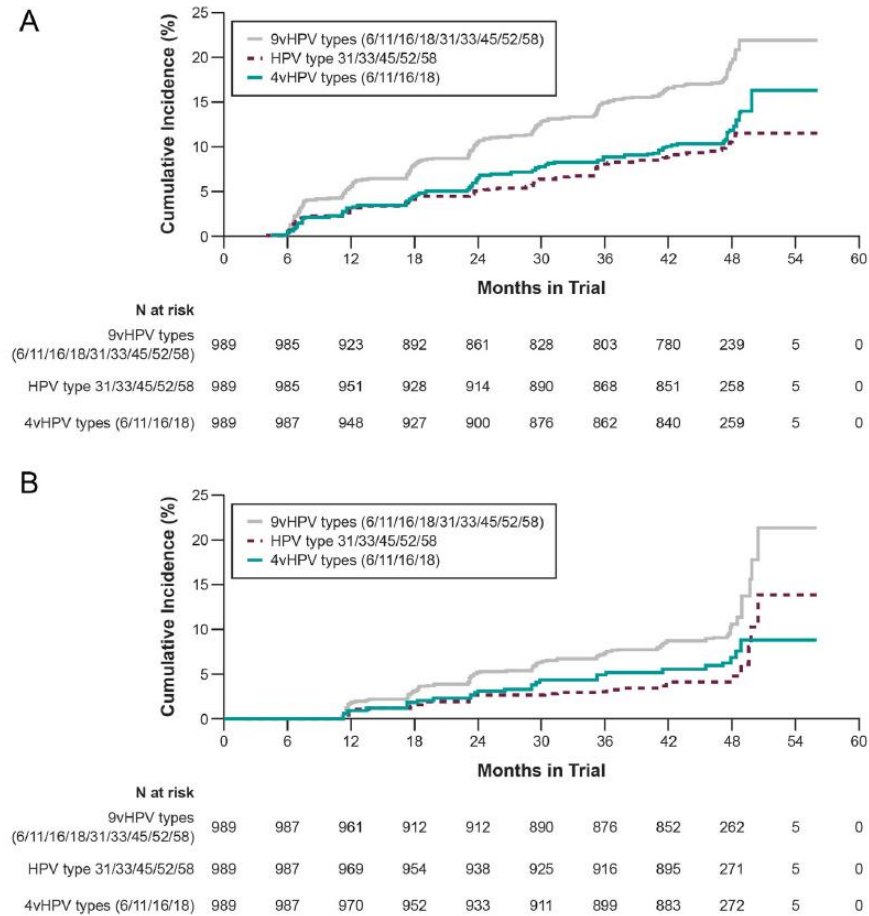 A
25
20
15
10
5
0
Cumulative Incidence (%)
9vHPV types (6/11/16/18/31/33/45/52/58)
HPV type 31/33/45/52/58
4vHPV types (6/11/16/18)
0 6 12 18 24 30 36 42 48 54 60
Months in Trial
N at risk
9vHPV types
(6/11/16/18/31/33/45/52/58) 989 985 923 892 861 828 803 780 239 5 0
HPV type 31/33/45/52/58 989 985 951 928 914 890 868 851 258 5 0
4vHPV types (6/11/16/18) 989 987 948 927 900 876 862 840 259 5 0
B
25
20
15
10
5
0
Cumulative Incidence (%)
9vHPV types (6/11/16/18/31/33/45/52/58)
HPV type 31/33/45/52/58
4vHPV types (6/11/16/18)
0 6 12 18 24 30 36 42 48 54 60
Months in Trial
N at risk
9vHPV types
(6/11/16/18/31/33/45/52/58) 989 987 961 912 912 890 876 852 262 5 0
HPV type 31/33/45/52/58 989 987 969 954 938 925 916 895 271 5 0
4vHPV types (6/11/16/18) 989 987 970 952 933 911 899 883 272 5 0